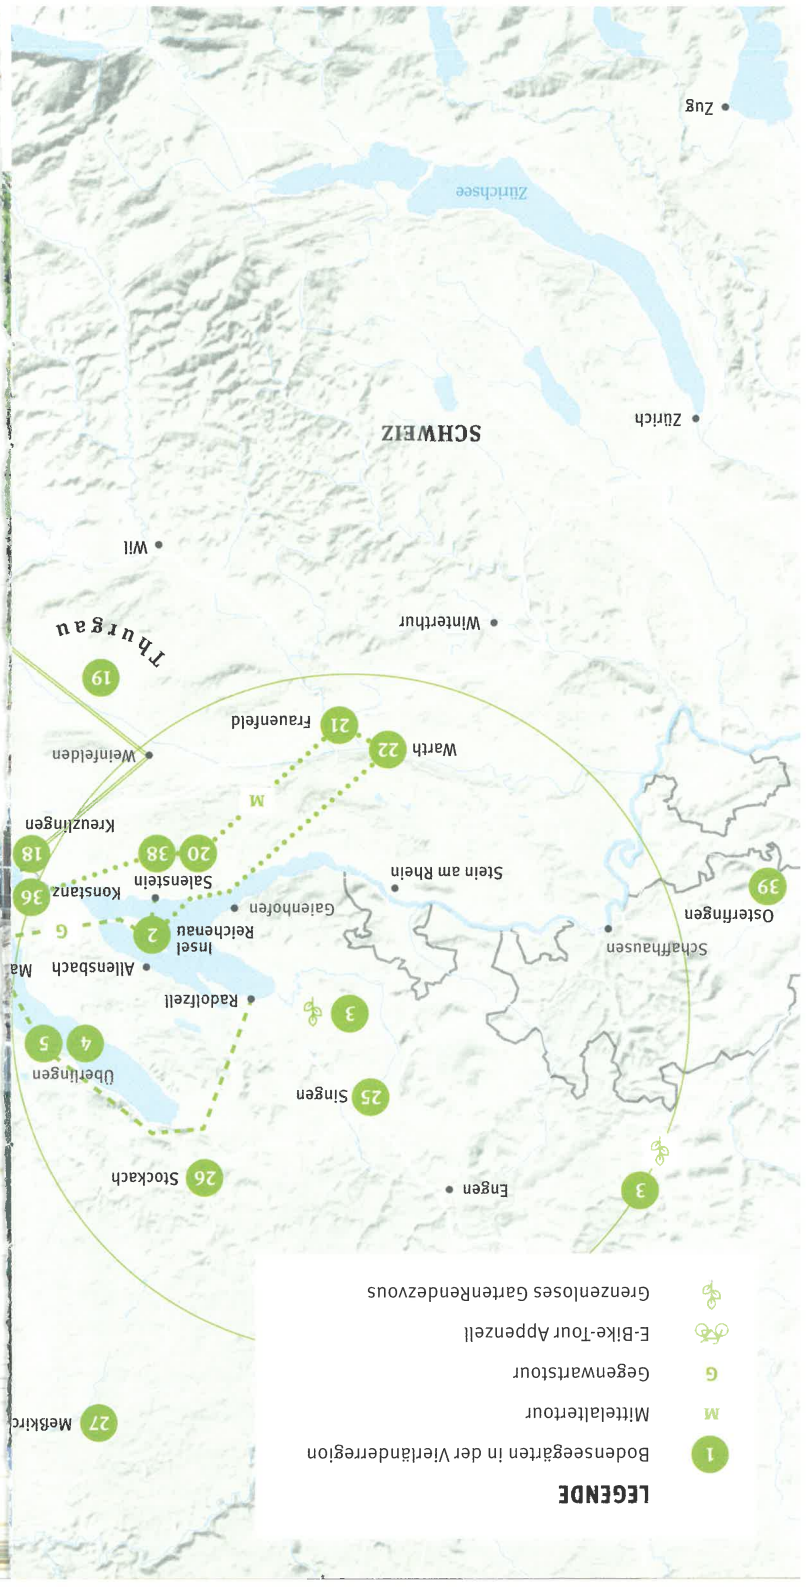 LEGENDE
1 Bodenseegärten in der Vierländerregion
M Mittelaltertour
G Gegenwartstour
E-Bike-Tour Appenzell
Grenzenloses GartenRendezvous
27 Meßkirc
3
Engen
26 Stockach
25 Singen
Überlingen
4
5
3
Radolfzell
Allensbach
Ma
Schaffhausen
Insel
Reichenau
2
G
Osterfingen
39
Gaienhofen
Stein am Rhein
Salenstein
Konstanz
36
20
38
18
Kreuzlingen
M
Warth
22
21
Frauenfeld
Weinfelden
19
Thurgau
Winterthur
Wil
Zürich
SCHWEIZ
Zürichsee
Zug